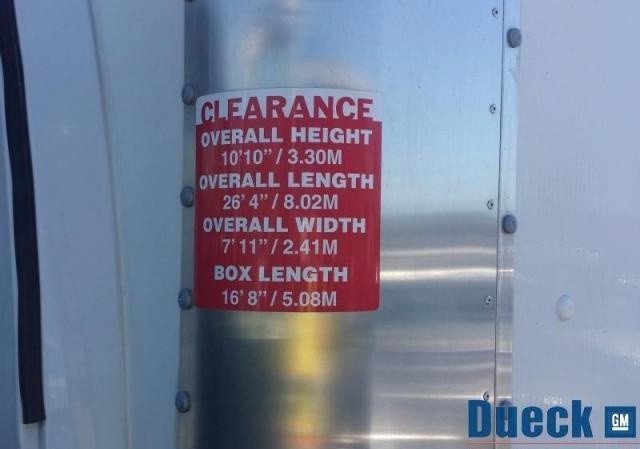 CLEARANCE
OVERALL HEIGHT
10'10" / 3.30M
OVERALL LENGTH
26' 4" / 8.02M
OVERALL WIDTH
7' 11" / 2.41M
BOX LENGTH
16' 8" / 5.08M
Dueck GM